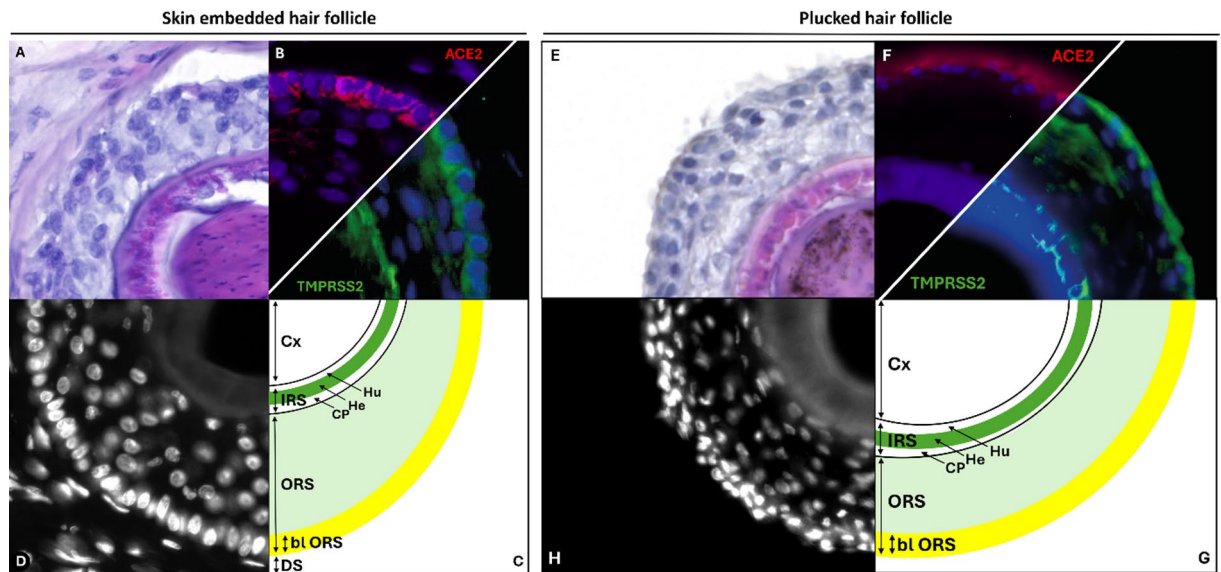 Skin embedded hair follicle
Plucked hair follicle
A
B
ACE2
TMPRSS2
E
F
ACE2
TMPRSS2
D
Cx
IRS
Hu
He
CP
ORS
bl ORS
DS
C
H
Cx
IRS
Hu
He
CP
ORS
bl ORS
G